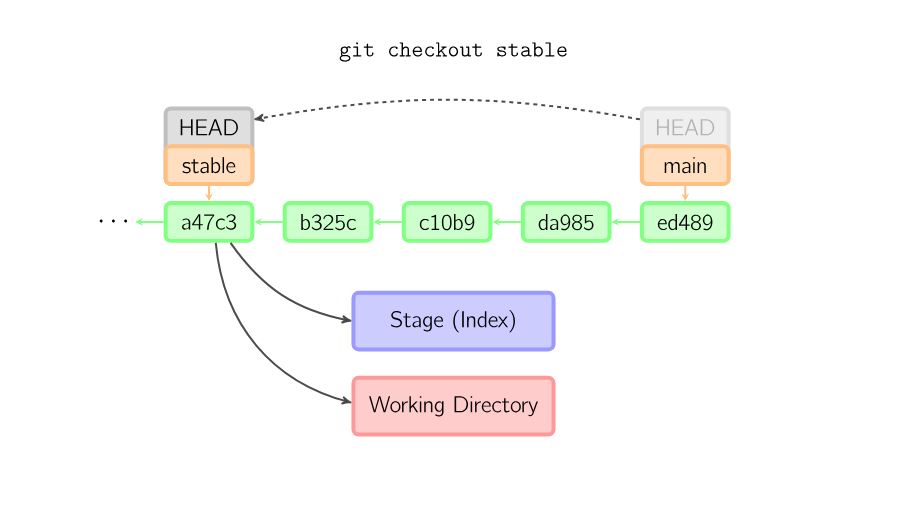 git checkout stable
HEAD HEAD
stable main
... a47c3 b325c c10b9 da985 ed489
Stage (Index)
Working Directory